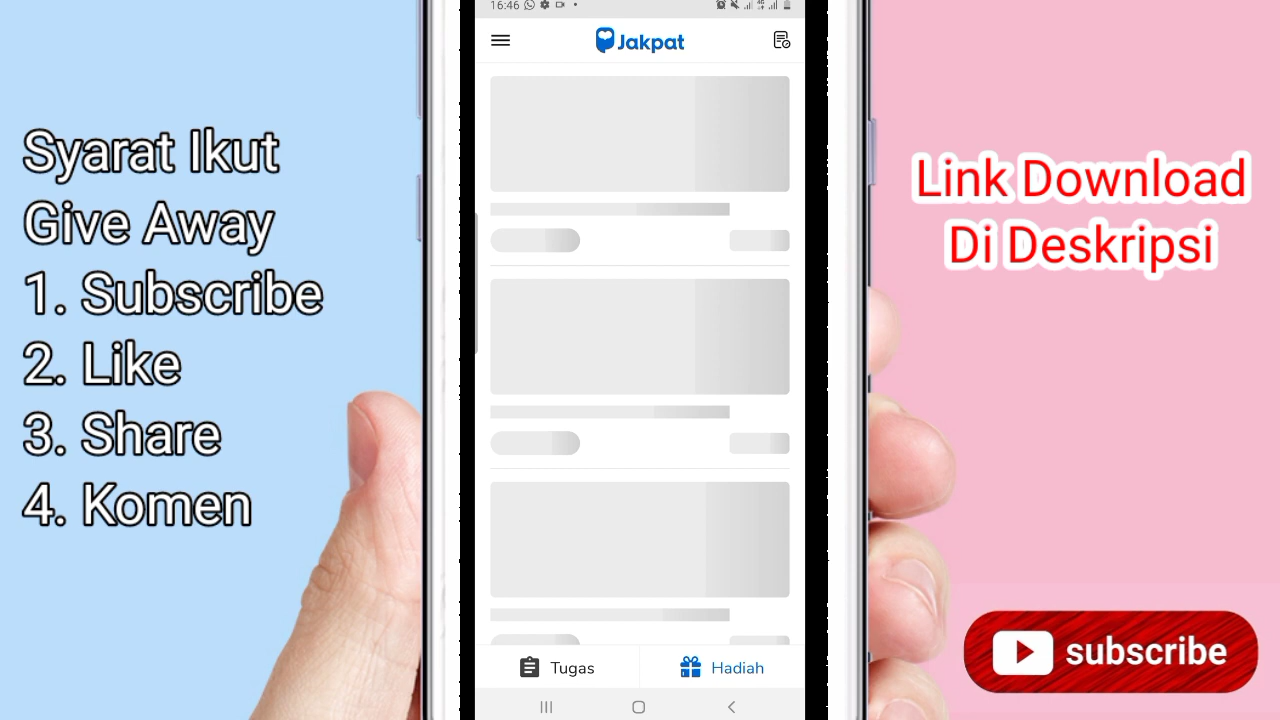 Syarat Ikut
Give Away
1. Subscribe
2. Like
3. Share
4. Komen
16:46
Jakpat
Tugas
Hadiah
Link Download
Di Deskripsi
subscribe